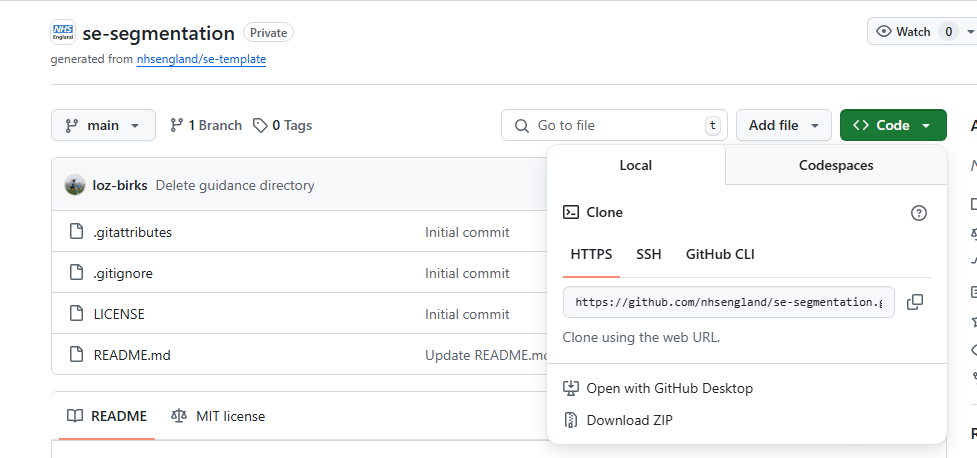 NHS England se-segmentation Private
Watch 0
generated from nhsengland/se-template
main 1 Branch 0 Tags Go to file t Add file Code
Local Codespaces
loz-birks Delete guidance directory
Clone
.gitattributes Initial commit
HTTPS SSH GitHub CLI
.gitignore Initial commit
https://github.com/nhsengland/se-segmentation.g
LICENSE Initial commit
Clone using the web URL.
README.md Update README.md
Open with GitHub Desktop
README MIT license
Download ZIP